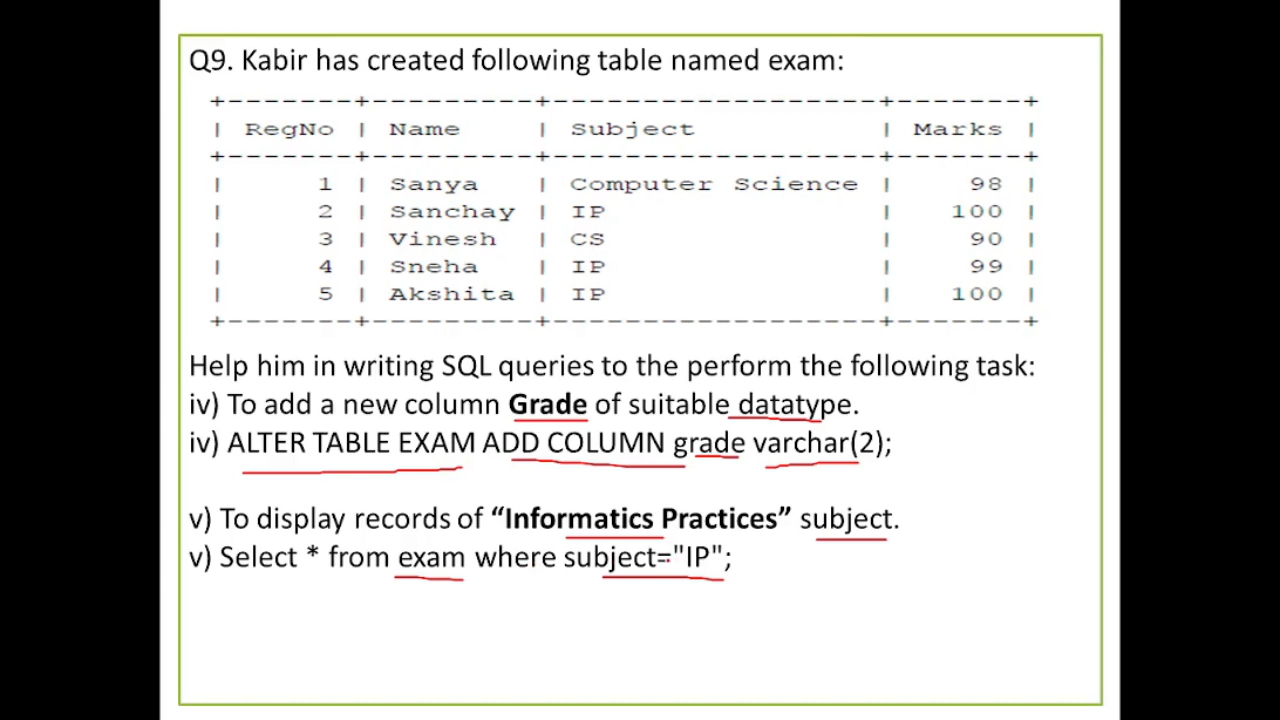 Q9. Kabir has created following table named exam:
+-------+---------+------------------+-------+
| RegNo | Name    | Subject          | Marks |
+-------+---------+------------------+-------+
|     1 | Sanya   | Computer Science |    98 |
|     2 | Sanchay | IP               |   100 |
|     3 | Vinesh  | CS               |    90 |
|     4 | Sneha   | IP               |    99 |
|     5 | Akshita | IP               |   100 |
+-------+---------+------------------+-------+
Help him in writing SQL queries to the perform the following task:
iv) To add a new column Grade of suitable datatype.
iv) ALTER TABLE EXAM ADD COLUMN grade varchar(2);
v) To display records of “Informatics Practices” subject.
v) Select * from exam where subject="IP";